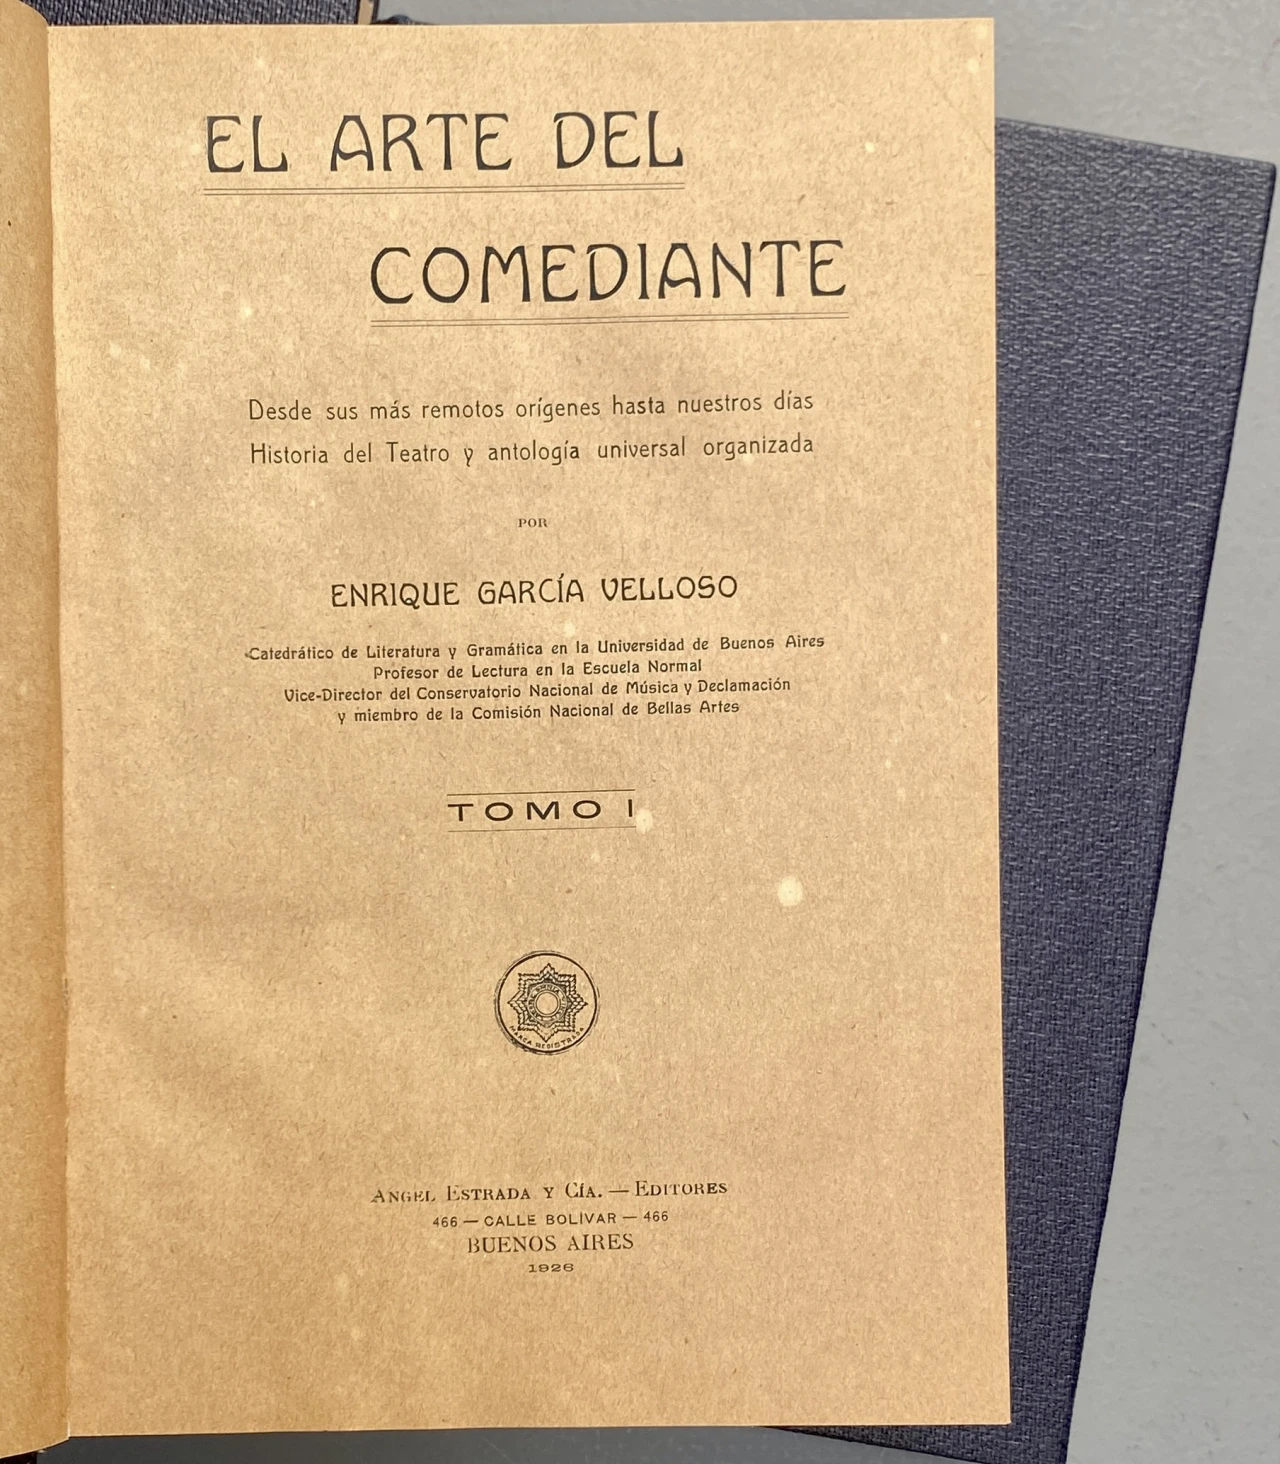 EL ARTE DEL
COMEDIANTE
Desde sus más remotos orígenes hasta nuestros días
Historia del Teatro y antología universal organizada
POR
ENRIQUE GARCÍA VELLOSO
Catedrático de Literatura y Gramática en la Universidad de Buenos Aires
Profesor de Lectura en la Escuela Normal
Vice-Director del Conservatorio Nacional de Música y Declamación
y miembro de la Comisión Nacional de Bellas Artes
TOMO I
MARCA REGISTRADA
ANGEL ESTRADA Y CÍA. — EDITORES
466 — CALLE BOLÍVAR — 466
BUENOS AIRES
1926